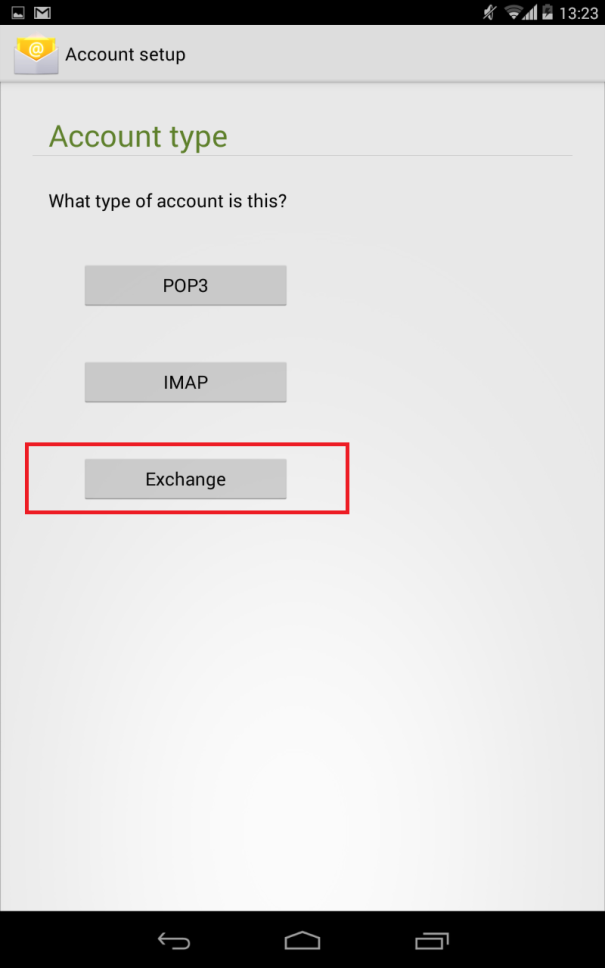 13:23
Account setup
Account type
What type of account is this?
POP3
IMAP
Exchange